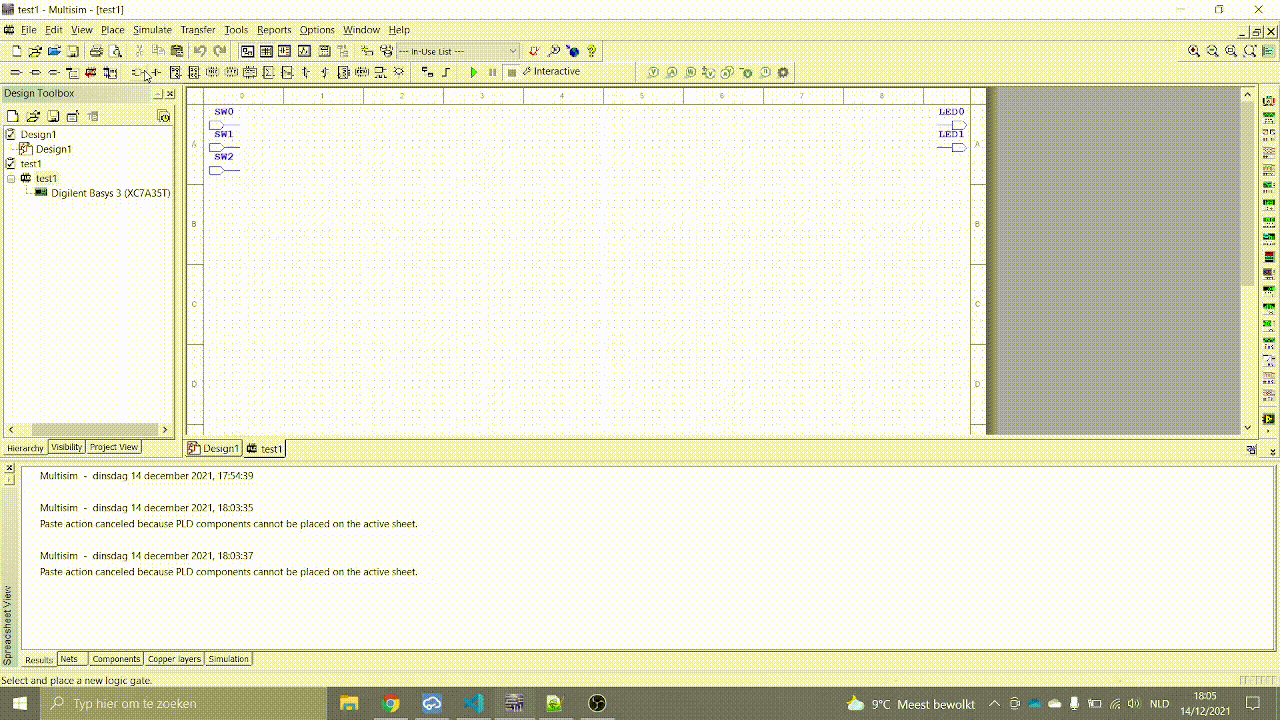 test1 - Multisim - [test1]
File Edit View Place Simulate Transfer Tools Reports Options Window Help
--- In-Use List ---
Interactive
Design Toolbox
Design1
Design1
test1
test1
Digilent Basys 3 (XC7A35T)
Hierarchy Visibility Project View
0 1 2 3 4 5 6 7 8
A
B
C
D
SW0
SW1
SW2
LED0
LED1
A
B
C
D
Design1 test1
Multisim - dinsdag 14 december 2021, 17:54:39
Multisim - dinsdag 14 december 2021, 18:03:35
Paste action canceled because PLD components cannot be placed on the active sheet.
Multisim - dinsdag 14 december 2021, 18:03:37
Paste action canceled because PLD components cannot be placed on the active sheet.
Spreadsheet View
Results Nets Components Copper layers Simulation
Select and place a new logic gate.
Typ hier om te zoeken
9°C Meest bewolkt
NLD
18:05
14/12/2021